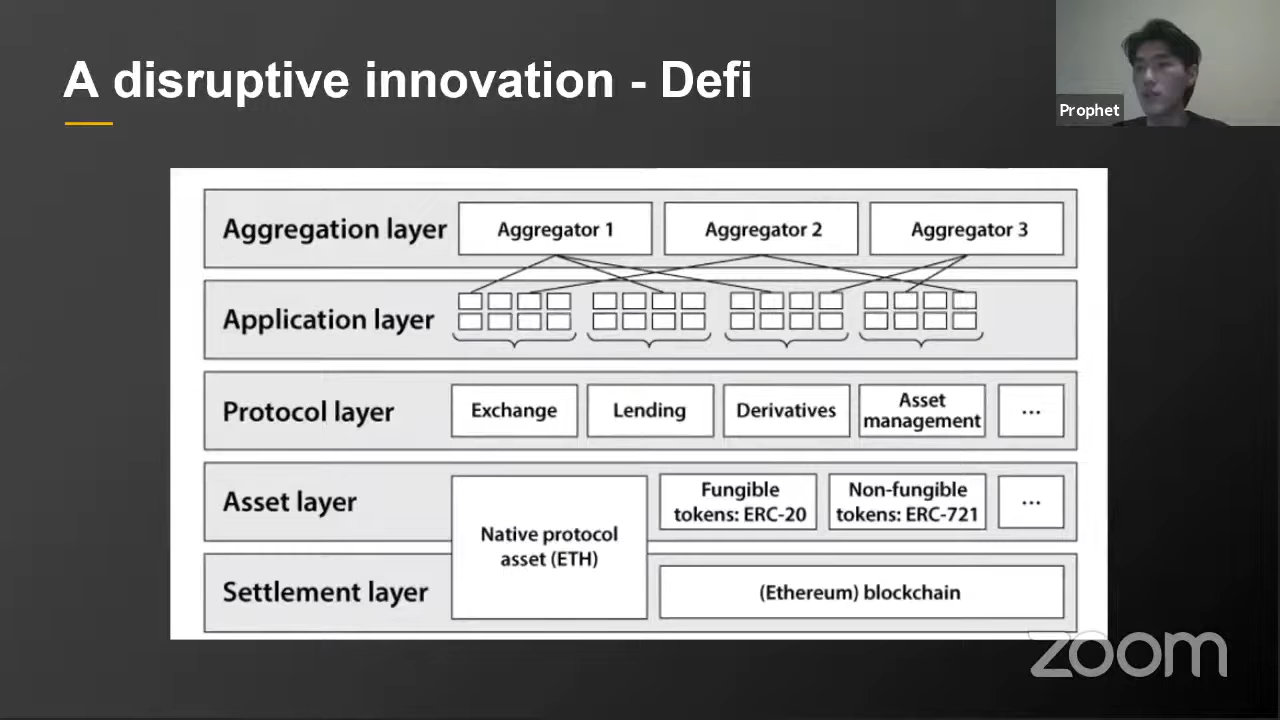 A disruptive innovation - Defi
Prophet
Aggregation layer
Aggregator 1
Aggregator 2
Aggregator 3
Application layer
Protocol layer
Exchange
Lending
Derivatives
Asset
management
...
Asset layer
Native protocol
asset (ETH)
Fungible
tokens: ERC-20
Non-fungible
tokens: ERC-721
...
Settlement layer
(Ethereum) blockchain
zoom